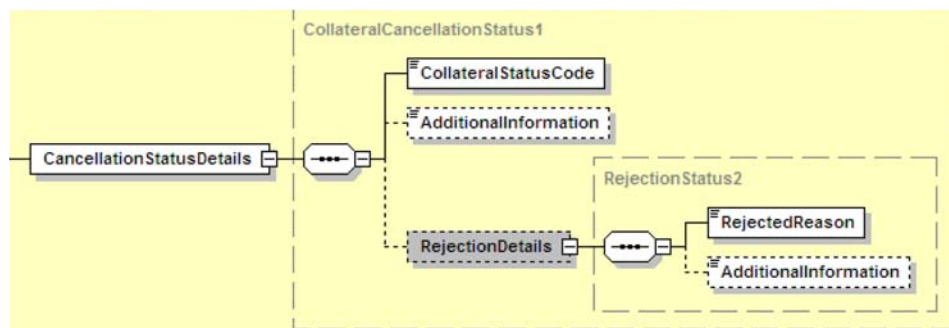 CollateralCancellationStatus1
CollateralStatusCode
AdditionalInformation
CancellationStatusDetails
RejectionStatus2
RejectedReason
RejectionDetails
AdditionalInformation